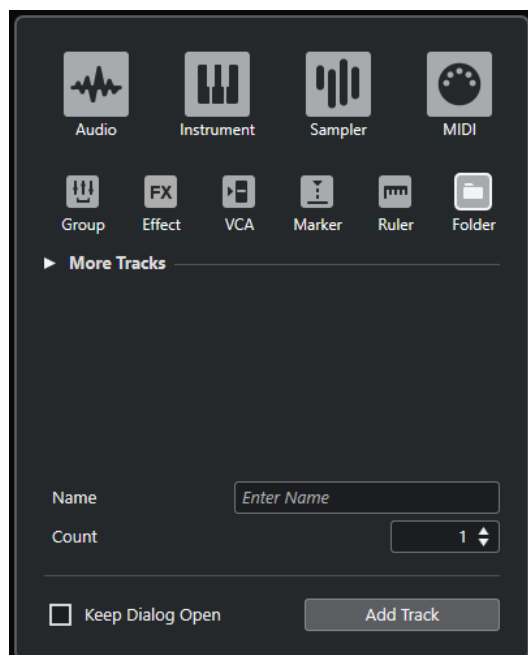 Audio Instrument Sampler MIDI
FX
Group Effect VCA Marker Ruler Folder
More Tracks
Name Enter Name
Count 1
Keep Dialog Open Add Track